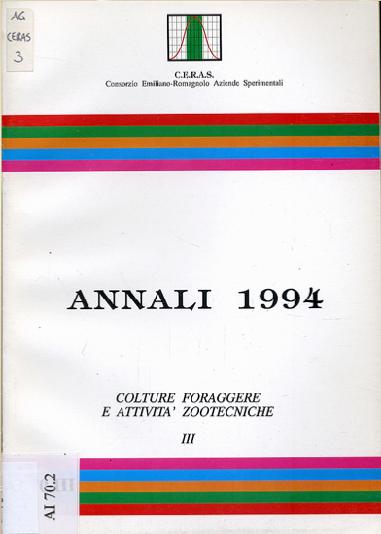 AG
CERAS
3
C.E.R.A.S.
Consorzio Emiliano-Romagnolo Aziende Sperimentali
ANNALI 1994
COLTURE FORAGGERE
E ATTIVITA' ZOOTECNICHE
III
AI 70.2